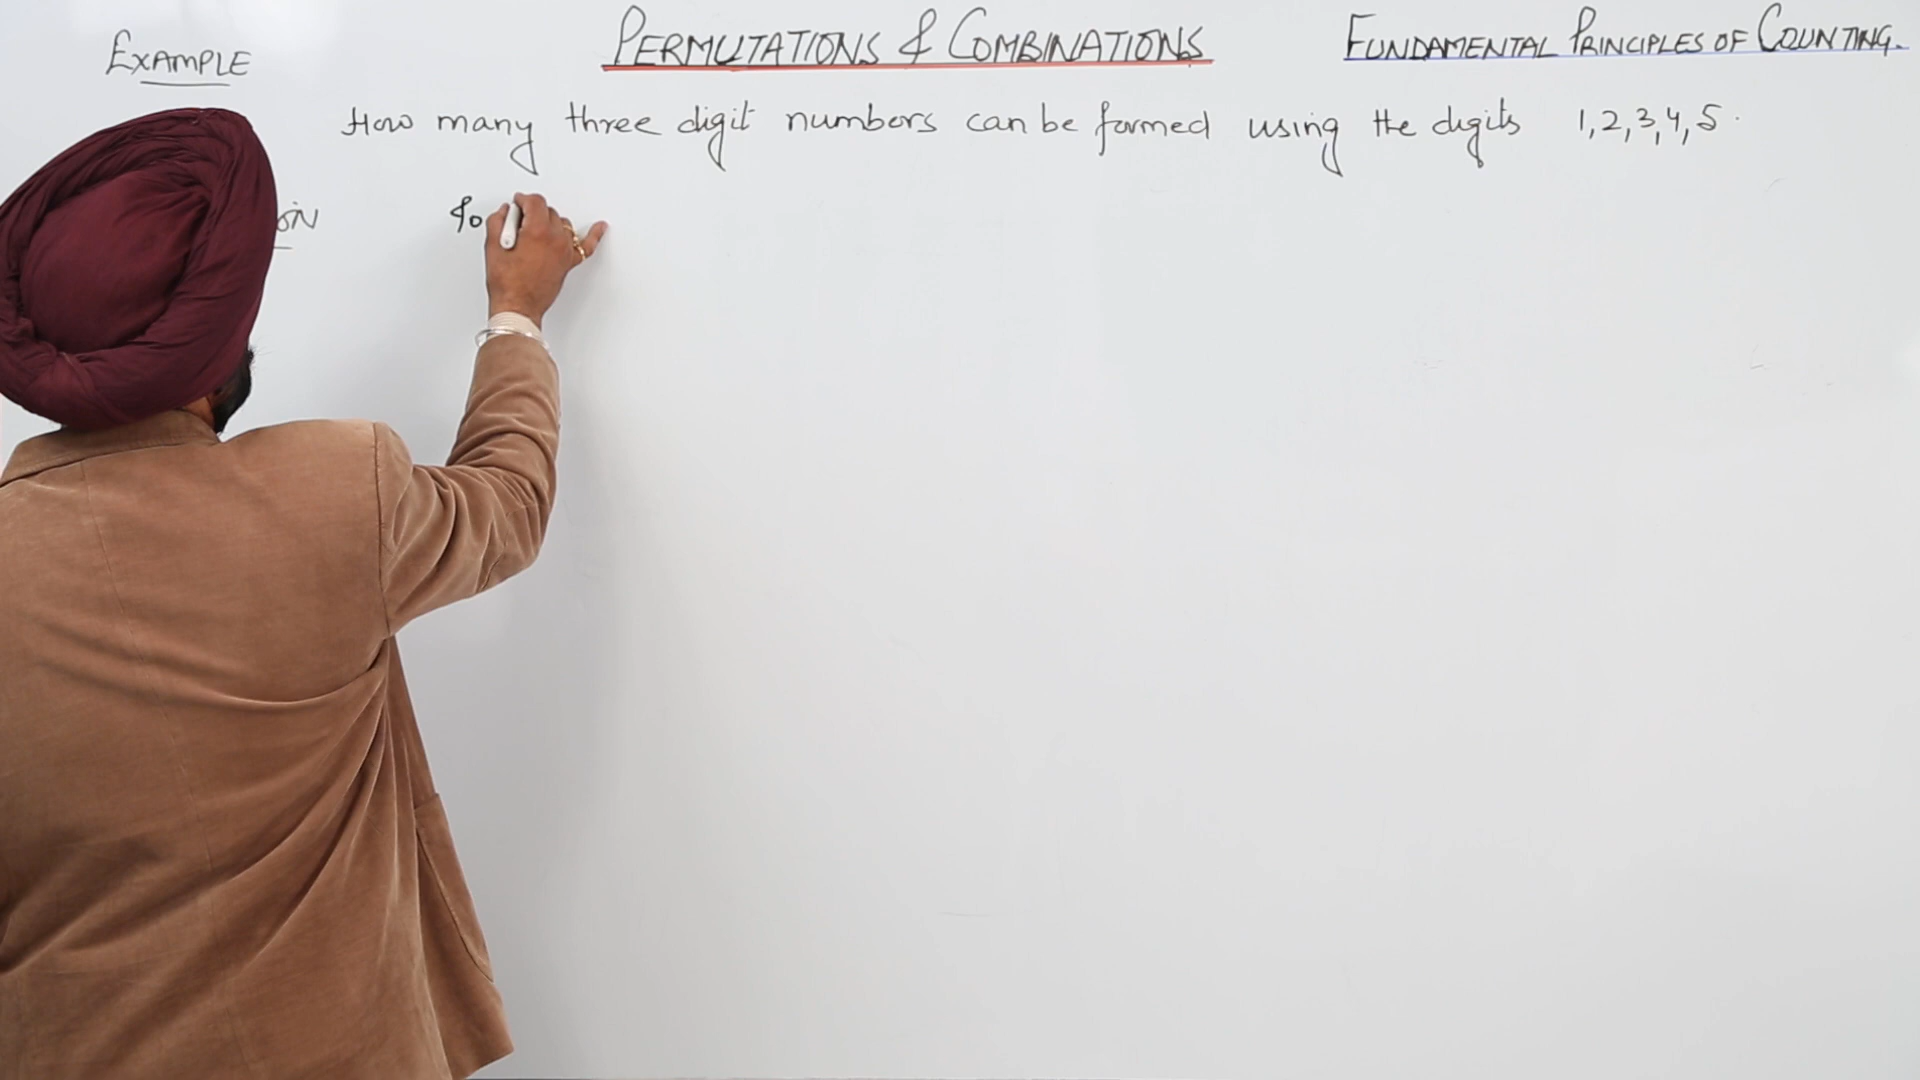 EXAMPLE PERMUTATIONS & COMBINATIONS FUNDAMENTAL PRINCIPLES OF COUNTING.
How many three digit numbers can be formed using the digits 1,2,3,4,5.